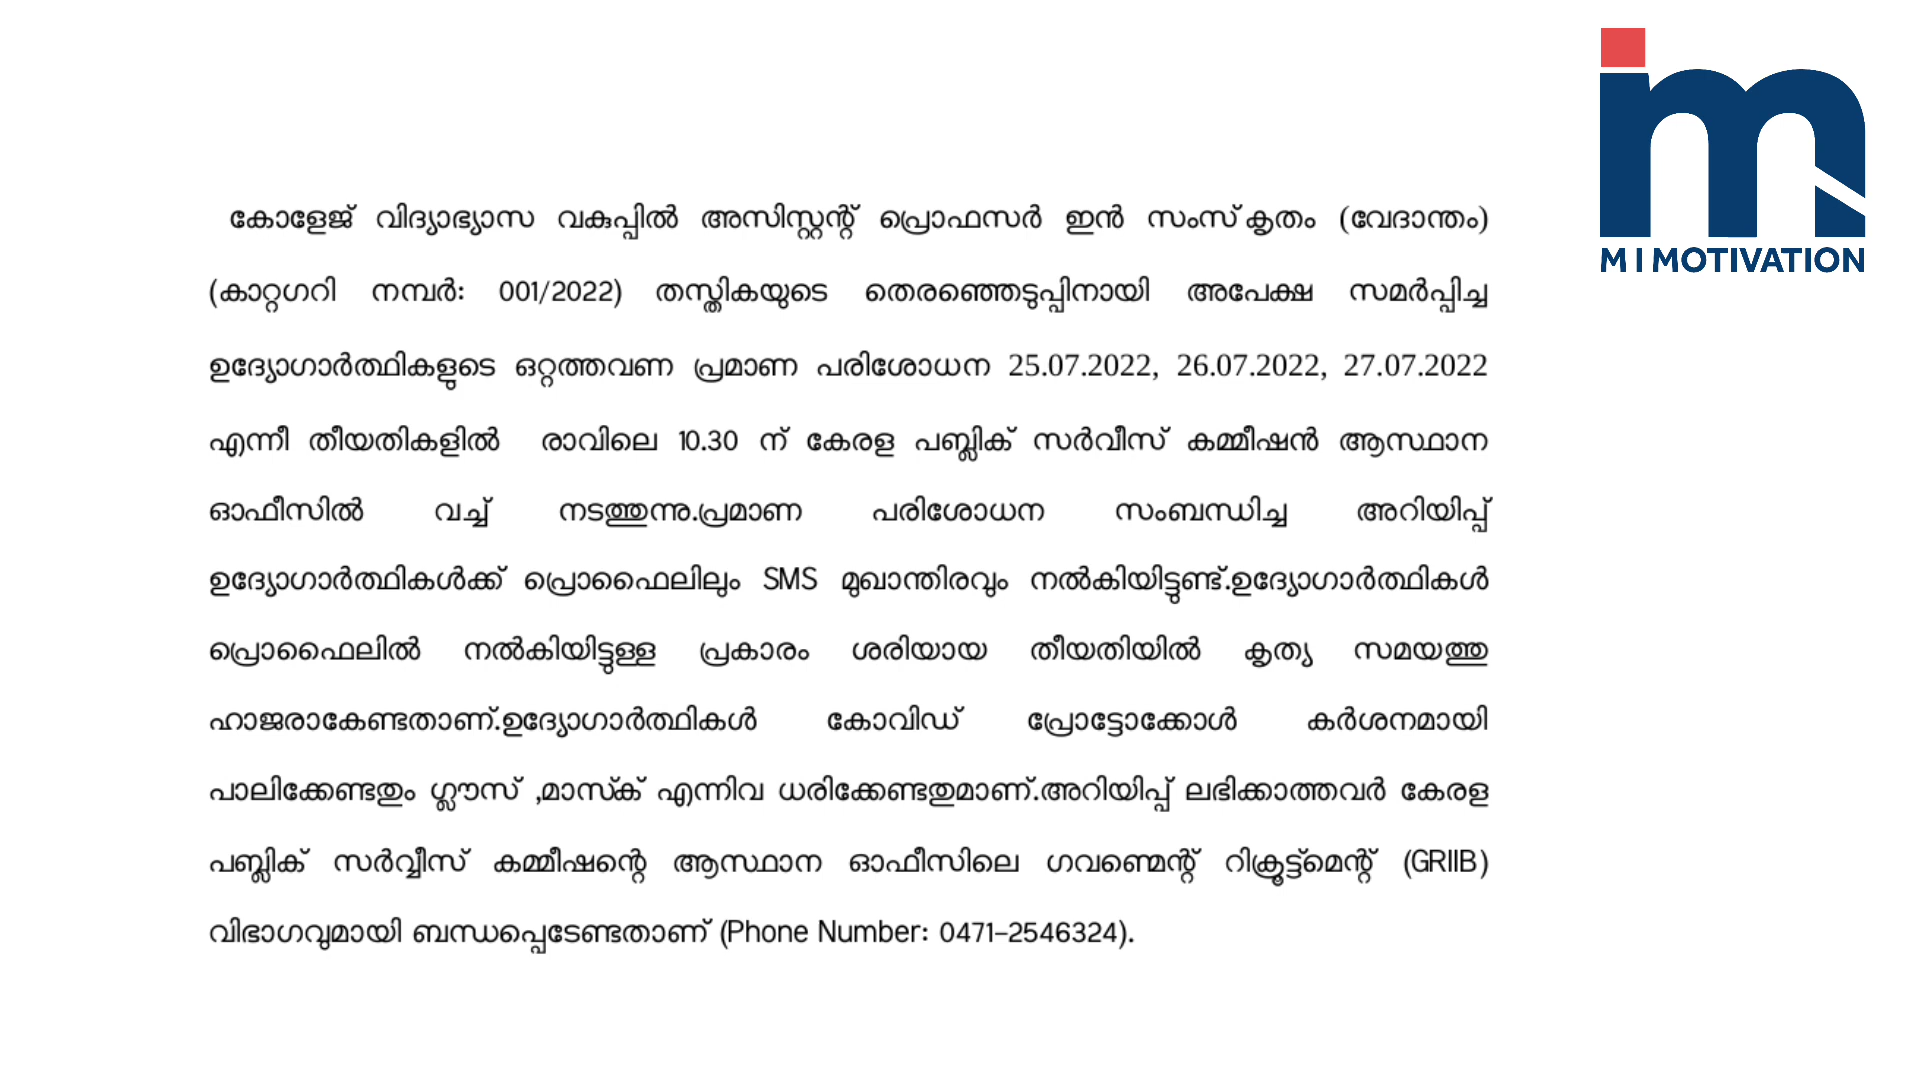 M I MOTIVATION
കോളേജ് വിദ്യാഭ്യാസ വകുപ്പിൽ അസിസ്റ്റന്റ് പ്രൊഫസർ ഇൻ സംസ്കൃതം (വേദാന്തം)
(കാറ്റഗറി നമ്പർ: 001/2022) തസ്തികയുടെ തെരഞ്ഞെടുപ്പിനായി അപേക്ഷ സമർപ്പിച്ച
ഉദ്യോഗാർത്ഥികളുടെ ഒറ്റത്തവണ പ്രമാണ പരിശോധന 25.07.2022, 26.07.2022, 27.07.2022
എന്നീ തീയതികളിൽ രാവിലെ 10.30 ന് കേരള പബ്ലിക് സർവീസ് കമ്മീഷൻ ആസ്ഥാന
ഓഫീസിൽ വച്ച് നടത്തുന്നു.പ്രമാണ പരിശോധന സംബന്ധിച്ച അറിയിപ്പ്
ഉദ്യോഗാർത്ഥികൾക്ക് പ്രൊഫൈലിലും SMS മുഖാന്തിരവും നൽകിയിട്ടുണ്ട്.ഉദ്യോഗാർത്ഥികൾ
പ്രൊഫൈലിൽ നൽകിയിട്ടുള്ള പ്രകാരം ശരിയായ തീയതിയിൽ കൃത്യ സമയത്തു
ഹാജരാകേണ്ടതാണ്.ഉദ്യോഗാർത്ഥികൾ കോവിഡ് പ്രോട്ടോക്കോൾ കർശനമായി
പാലിക്കേണ്ടതും ഗ്ലൗസ് ,മാസ്ക് എന്നിവ ധരിക്കേണ്ടതുമാണ്.അറിയിപ്പ് ലഭിക്കാത്തവർ കേരള
പബ്ലിക് സർവ്വീസ് കമ്മീഷന്റെ ആസ്ഥാന ഓഫീസിലെ ഗവണ്മെന്റ് റിക്രൂട്ട്മെന്റ് (GRIIB)
വിഭാഗവുമായി ബന്ധപ്പെടേണ്ടതാണ് (Phone Number: 0471-2546324).